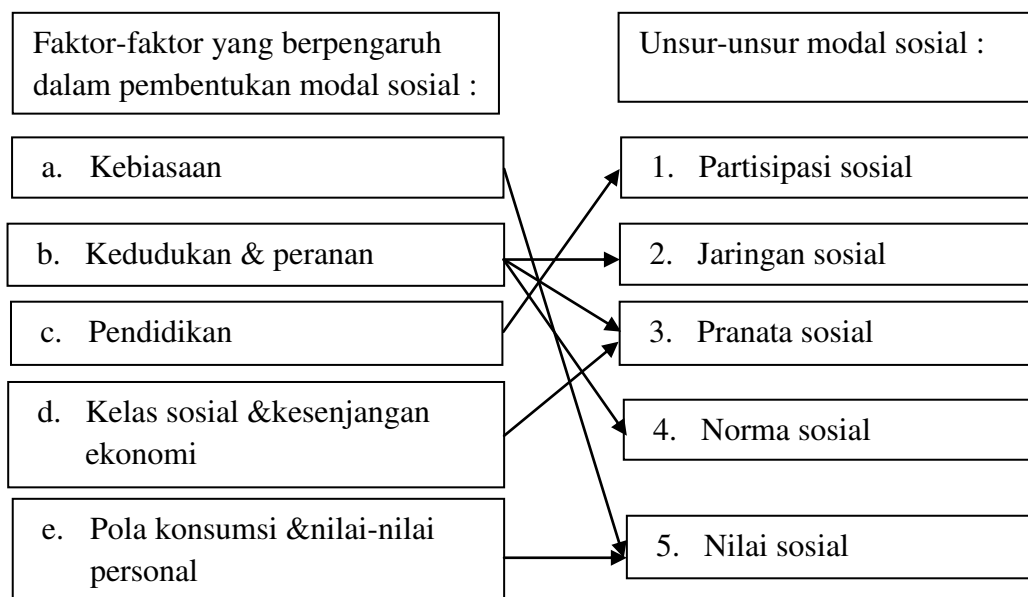 Faktor-faktor yang berpengaruh
dalam pembentukan modal sosial :
Unsur-unsur modal sosial :
a. Kebiasaan
1. Partisipasi sosial
b. Kedudukan & peranan
2. Jaringan sosial
c. Pendidikan
3. Pranata sosial
d. Kelas sosial &kesenjangan
ekonomi
4. Norma sosial
e. Pola konsumsi &nilai-nilai
personal
5. Nilai sosial